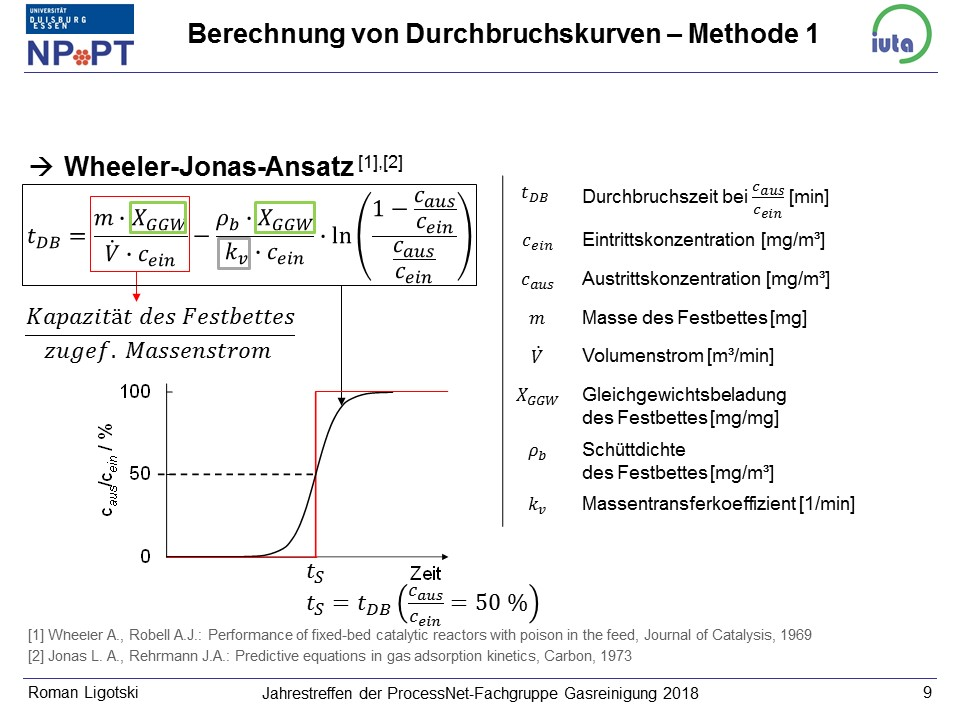 UNIVERSITÄT
DUISBURG
ESSEN
NPPT
Berechnung von Durchbruchskurven – Methode 1
iuta
→ Wheeler-Jonas-Ansatz [1],[2]
t_DB = (m · X_GGW)/(V̇ · c_ein) − (ρ_b · X_GGW)/(k_v · c_ein) · ln((1 − c_aus/c_ein)/(c_aus/c_ein))
Kapazität des Festbettes
zugef. Massenstrom
100
50
0
c_aus/c_ein / %
t_S
Zeit
t_S = t_DB (c_aus/c_ein = 50 %)
t_DB Durchbruchszeit bei c_aus/c_ein [min]
c_ein Eintrittskonzentration [mg/m³]
c_aus Austrittskonzentration [mg/m³]
m Masse des Festbettes [mg]
V̇ Volumenstrom [m³/min]
X_GGW Gleichgewichtsbeladung
des Festbettes [mg/mg]
ρ_b Schüttdichte
des Festbettes [mg/m³]
k_v Massentransferkoeffizient [1/min]
[1] Wheeler A., Robell A.J.: Performance of fixed-bed catalytic reactors with poison in the feed, Journal of Catalysis, 1969
[2] Jonas L. A., Rehrmann J.A.: Predictive equations in gas adsorption kinetics, Carbon, 1973
Roman Ligotski
Jahrestreffen der ProcessNet-Fachgruppe Gasreinigung 2018
9